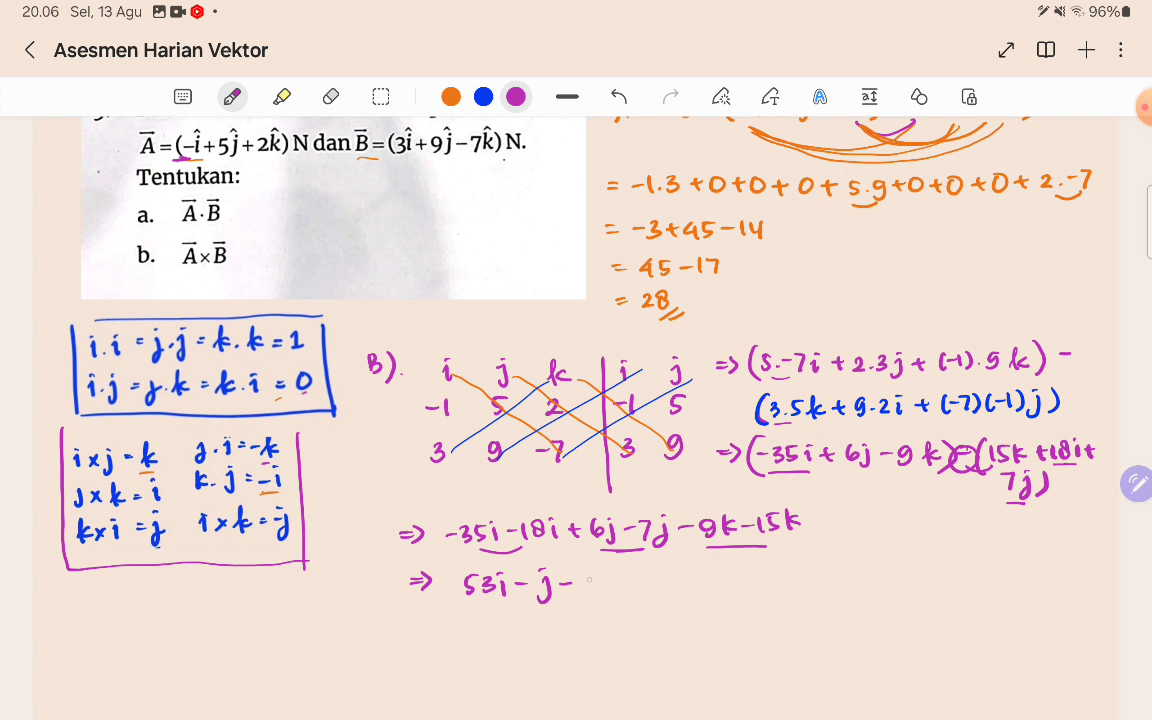 20.06 Sel, 13 Agu 96%
Asesmen Harian Vektor
A⃗ = (-î+5ĵ+2k̂) N dan B⃗ = (3î+9ĵ-7k̂) N.
Tentukan:
a. A⃗·B⃗
b. A⃗×B⃗
= -1.3 +0+0+0+5.9+0+0+0+2.-7
= -3+45-14
= 45-17
= 28
i.i = j.j = k.k = 1
i.j = j.k = k.i = 0
i x j = k j.i = -k
j x k = i k.j = -i
k x i = j i x k = -j
B). i j k | i j
-1 5 2 | -1 5
3 9 -7 | 3 9
=> (5.-7i + 2.3j + (-1).9k) -
(3.5k + 9.2i + (-7)(-1)j)
=> (-35i + 6j - 9k) - (15k + 18i +
7j)
=> -35i - 18i + 6j - 7j - 9k - 15k
=> 53i - j -